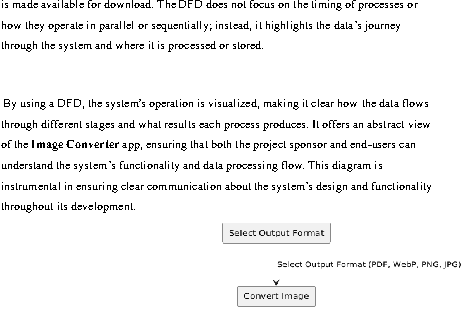 is made available for download. The DFD does not focus on the timing of processes or
how they operate in parallel or sequentially; instead, it highlights the data's journey
through the system and where it is processed or stored.
By using a DFD, the system's operation is visualized, making it clear how the data flows
through different stages and what results each process produces. It offers an abstract view
of the Image Converter app, ensuring that both the project sponsor and end-users can
understand the system's functionality and data processing flow. This diagram is
instrumental in ensuring clear communication about the system's design and functionality
throughout its development.
Select Output Format
Select Output Format (PDF, WebP, PNG, JPG)
Convert Image